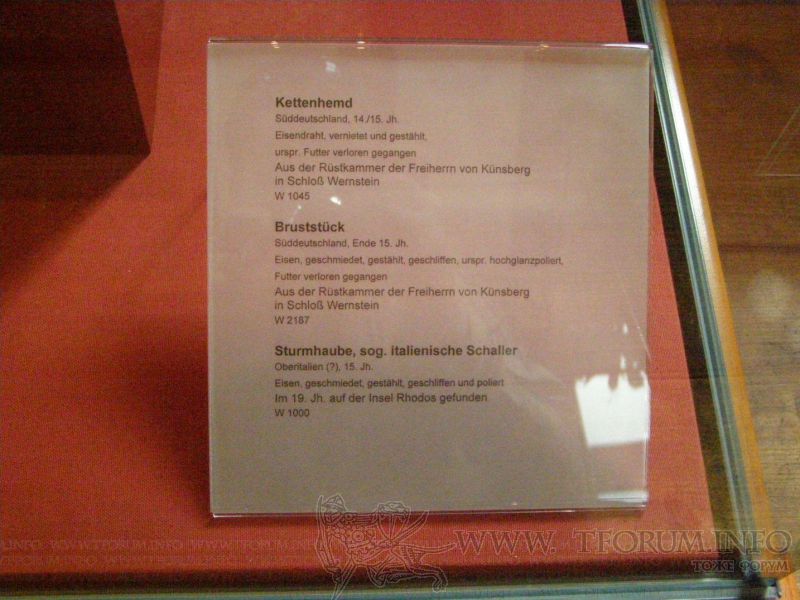 Kettenhemd
Süddeutschland, 14./15. Jh.
Eisendraht, vernietet und gestählt,
urspr. Futter verloren gegangen
Aus der Rüstkammer der Freiherrn von Künsberg
in Schloß Wernstein
W 1045
Bruststück
Süddeutschland, Ende 15. Jh.
Eisen, geschmiedet, gestählt, geschliffen, urspr. hochglanzpoliert,
Futter verloren gegangen
Aus der Rüstkammer der Freiherrn von Künsberg
in Schloß Wernstein
W 2187
Sturmhaube, sog. italienische Schaller
Oberitalien (?), 15. Jh.
Eisen, geschmiedet, gestählt, geschliffen und poliert
Im 19. Jh. auf der Insel Rhodos gefunden
W 1000
WWW. TFORUM.INFO
ТОЖЕ ФОРУМ